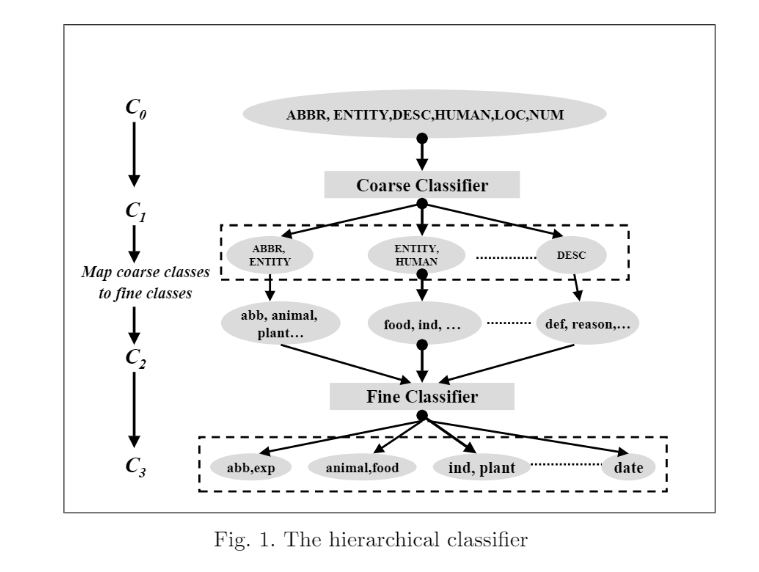 C0
ABBR, ENTITY,DESC,HUMAN,LOC,NUM
Coarse Classifier
C1
ABBR,
ENTITY
ENTITY,
HUMAN
DESC
Map coarse classes
to fine classes
abb, animal,
plant…
food, ind, …
def, reason,…
C2
Fine Classifier
C3
abb,exp
animal,food
ind, plant
date
Fig. 1. The hierarchical classifier